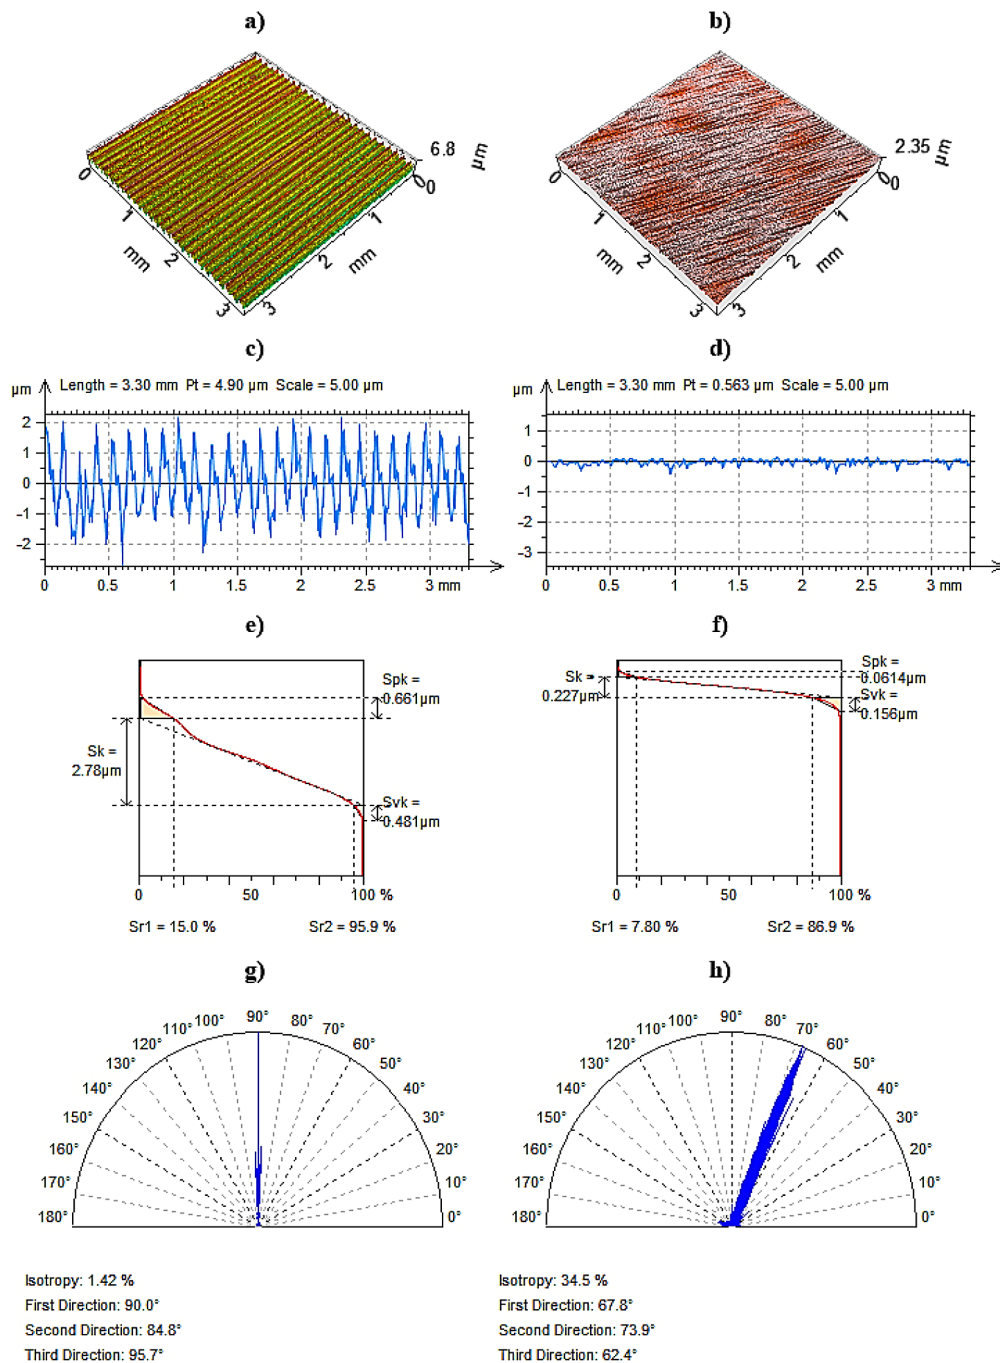 a) b)
6.8 µm 2.35 µm
0 0 0 0
1 1 1 1
mm 2 2 mm mm 2 2 mm
3 3 3 3
c) d)
µm Length = 3.30 mm Pt = 4.90 µm Scale = 5.00 µm
µm Length = 3.30 mm Pt = 0.563 µm Scale = 5.00 µm
2
1
0
-1
-2
0 0.5 1 1.5 2 2.5 3 mm
1
0
-1
-2
-3
0 0.5 1 1.5 2 2.5 3 mm
e) f)
Spk =
0.661µm
Sk =
2.78µm
Svk =
0.481µm
0 50 100 %
Sr1 = 15.0 % Sr2 = 95.9 %
Spk =
0.0614µm
Sk =
0.227µm
Svk =
0.156µm
0 50 100 %
Sr1 = 7.80 % Sr2 = 86.9 %
g) h)
0° 10° 20° 30° 40° 50° 60° 70° 80° 90° 100° 110° 120° 130° 140° 150° 160° 170° 180°
Isotropy: 1.42 %
First Direction: 90.0°
Second Direction: 84.8°
Third Direction: 95.7°
0° 10° 20° 30° 40° 50° 60° 70° 80° 90° 100° 110° 120° 130° 140° 150° 160° 170° 180°
Isotropy: 34.5 %
First Direction: 67.8°
Second Direction: 73.9°
Third Direction: 62.4°